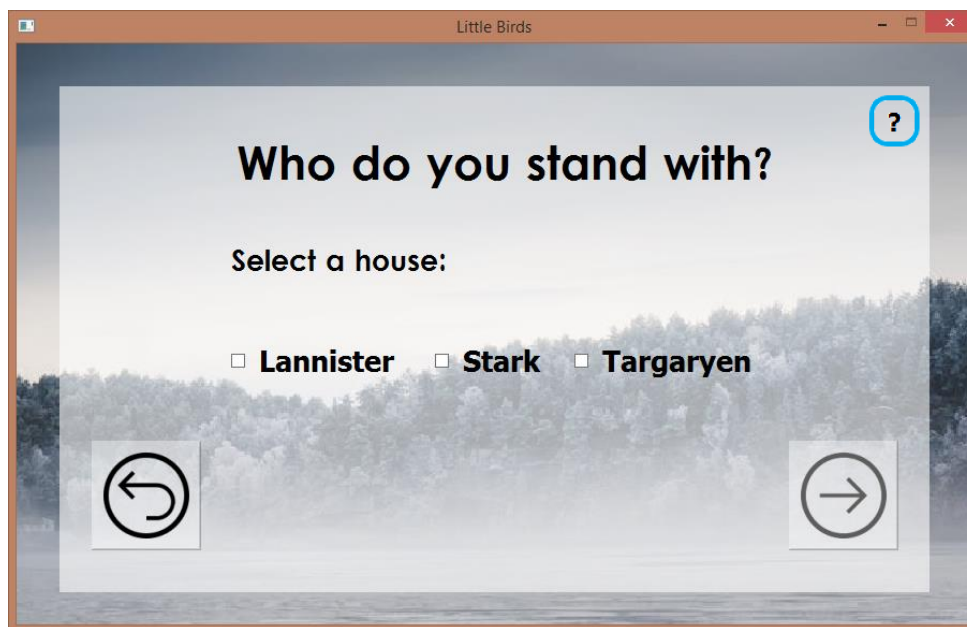 Little Birds
?
Who do you stand with?
Select a house:
Lannister Stark Targaryen